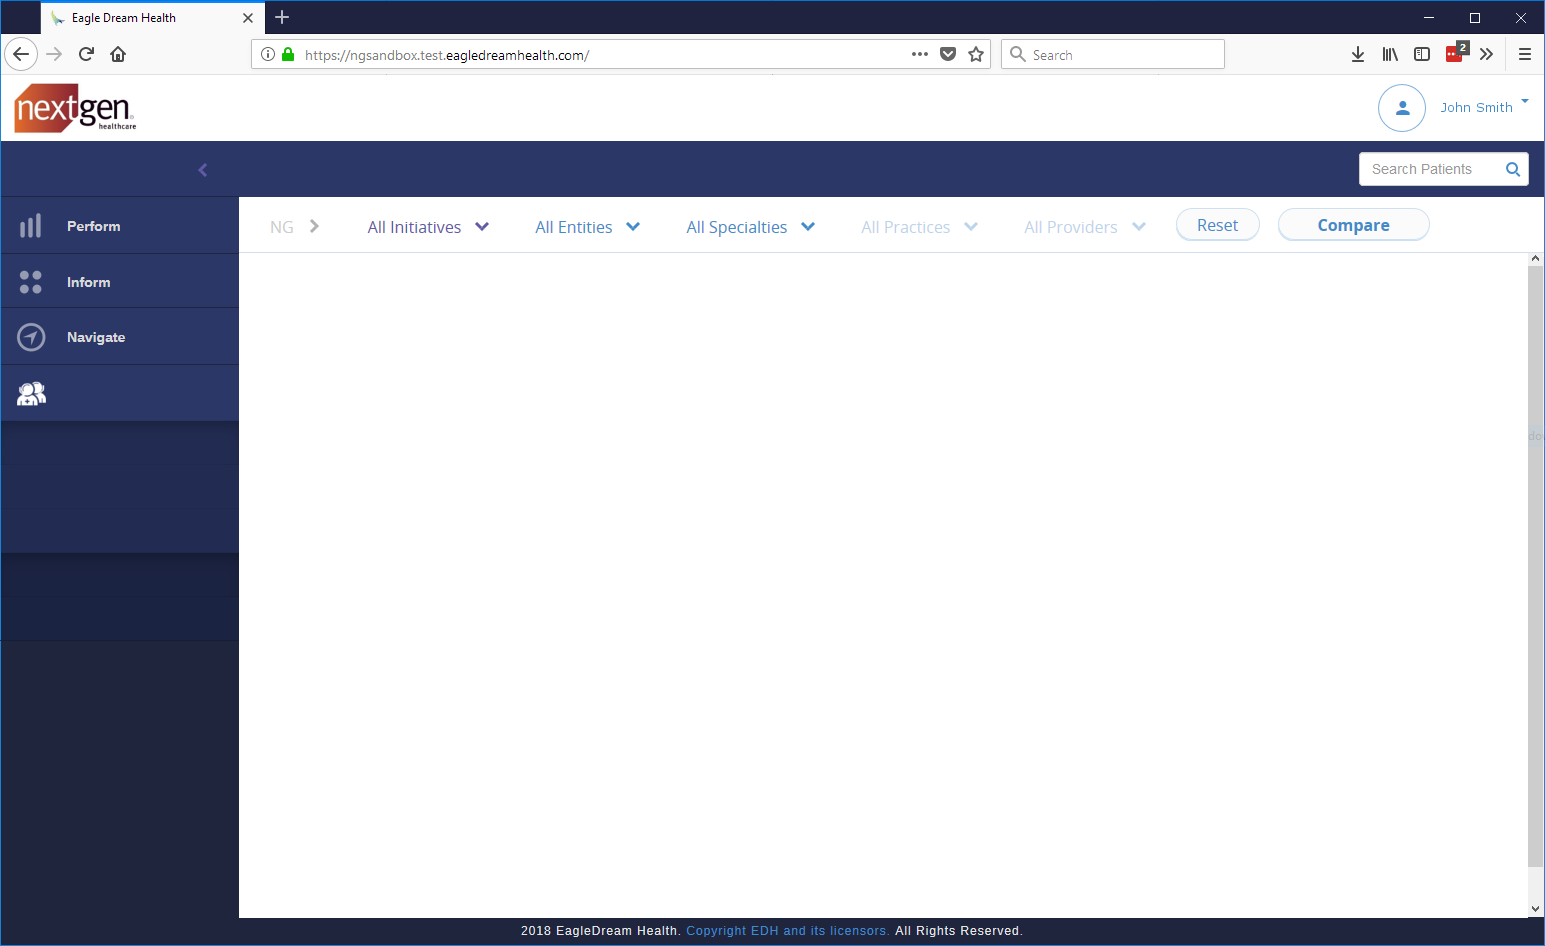 Eagle Dream Health
https://ngsandbox.test.eagledreamhealth.com/
Search
2
nextgen
healthcare
John Smith
Search Patients
Perform
Inform
Navigate
NG
All Initiatives
All Entities
All Specialties
All Practices
All Providers
Reset
Compare
2018 EagleDream Health. Copyright EDH and its licensors. All Rights Reserved.